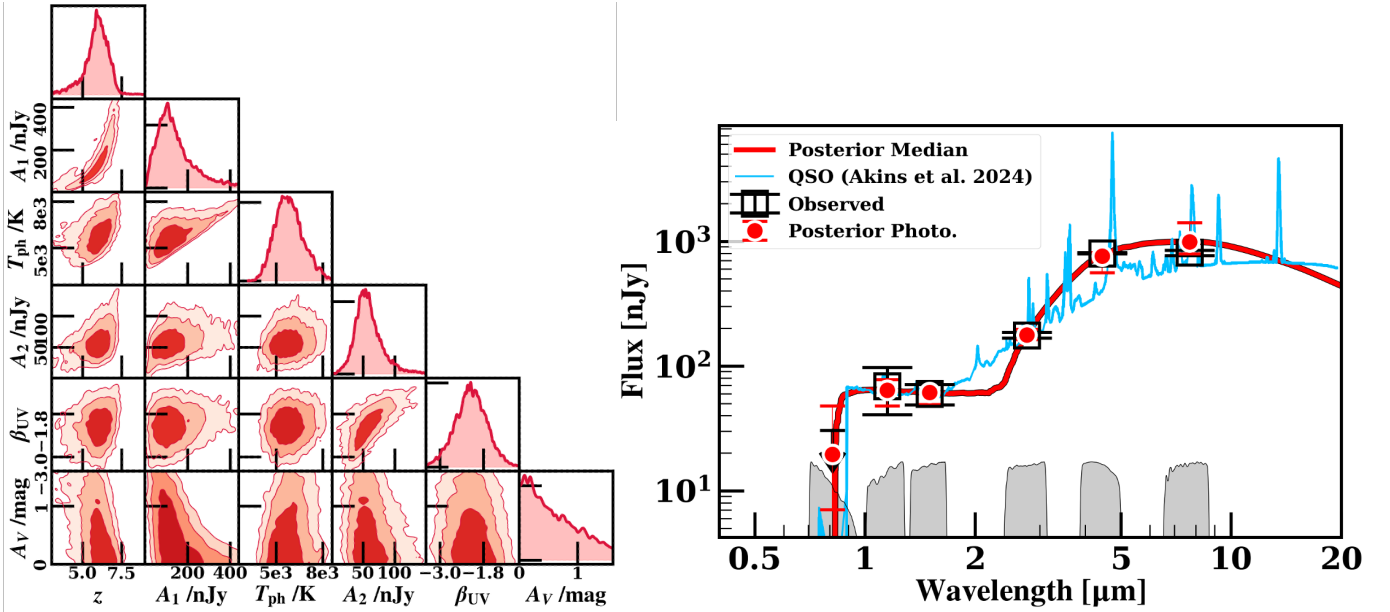 A₁ /nJy
200 400
T_ph /K
5e3 8e3
A₂ /nJy
50 100
β_UV
−3.0 −1.8
A_V /mag
0 1
5.0 7.5
200 400
5e3 8e3
50 100
−3.0 −1.8
0 1
z
A₁ /nJy
T_ph /K
A₂ /nJy
β_UV
A_V /mag
Posterior Median
QSO (Akins et al. 2024)
Observed
Posterior Photo.
Flux [nJy]
10³
10²
10¹
0.5 1 2 5 10 20
Wavelength [μm]